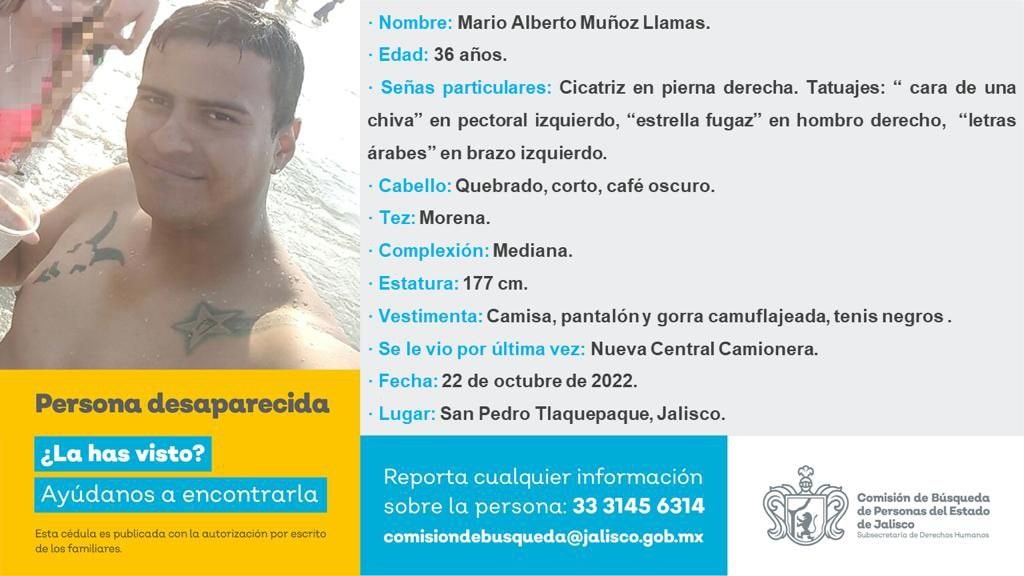 · Nombre: Mario Alberto Muñoz Llamas.
· Edad: 36 años.
· Señas particulares: Cicatriz en pierna derecha. Tatuajes: “ cara de una
chiva” en pectoral izquierdo, “estrella fugaz” en hombro derecho, “letras
árabes” en brazo izquierdo.
· Cabello: Quebrado, corto, café oscuro.
· Tez: Morena.
· Complexión: Mediana.
· Estatura: 177 cm.
· Vestimenta: Camisa, pantalón y gorra camuflajeada, tenis negros .
· Se le vio por última vez: Nueva Central Camionera.
· Fecha: 22 de octubre de 2022.
· Lugar: San Pedro Tlaquepaque, Jalisco.
Persona desaparecida
¿La has visto?
Ayúdanos a encontrarla
Esta cédula es publicada con la autorización por escrito
de los familiares.
Reporta cualquier información
sobre la persona: 33 3145 6314
comisiondebusqueda@jalisco.gob.mx
Comisión de Búsqueda
de Personas del Estado
de Jalisco
Subsecretaría de Derechos Humanos